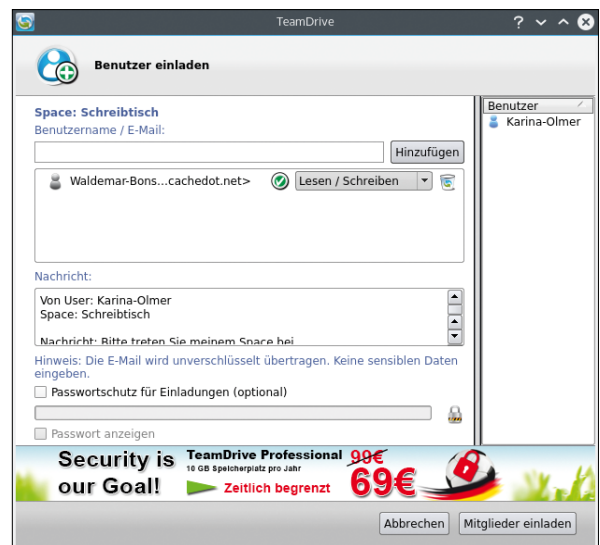 TeamDrive
Benutzer einladen
Space: Schreibtisch
Benutzername / E-Mail:
Hinzufügen
Waldemar-Bons...cachedot.net>
Lesen / Schreiben
Nachricht:
Von User: Karina-Olmer
Space: Schreibtisch
Nachricht: Bitte treten Sie meinem Space bei
Hinweis: Die E-Mail wird unverschlüsselt übertragen. Keine sensiblen Daten
eingeben.
Passwortschutz für Einladungen (optional)
Passwort anzeigen
Benutzer
Karina-Olmer
Security is
our Goal!
TeamDrive Professional
10 GB Speicherplatz pro Jahr
Zeitlich begrenzt
99€
69€
Abbrechen
Mitglieder einladen